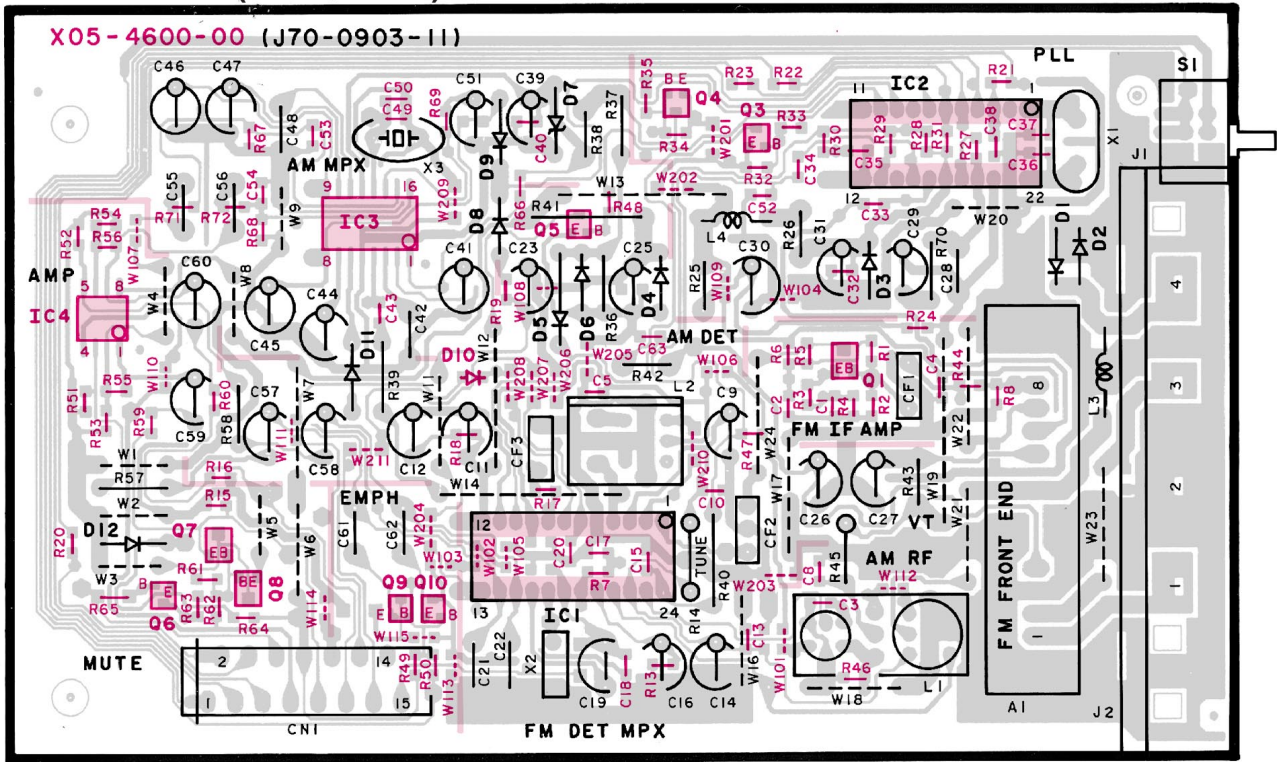 X05-4600-00 (J70-0903-11)
C46 C47 C50 C49 R69 C51 C39 D7 R37 R35 BE Q4 R23 R22 IC2 R21 PLL S1
R67 C48 C53 X3 D9 C40 R38 R34 W201 Q3 E B R33 R30 11 1 R29 R28 R31 R27 C38 C37 C36 X1 J1
AM MPX
C35 C34 R32
C55 C56 C54 W9 9 16 W209 R66 W13 W202 R41 R48 C52 12 22 C33 W20
R71 R72 R68 IC3 D8 Q5 E B L4 R26 C31 C29 R70 D1 D2
R54 R52 R56 W107 8 1 C41 C23 C25 R25 W109 C30 W104 C32 D3 C28
AMP C60 W8 C44 R19 W108 D5 D6 R36 D4 R24 4
5 8 W4 IC4 4 1 C45 C43 C42 D11 C63 AM DET
W110 R55 D10 W12 W205 R42 W106 R6 R5 EB R1 Q1 C4 R44
R51 R53 R59 C59 R60 R58 C57 W7 R39 W11 W208 W207 W206 C5 L2 C9 C2 R3 C1 R4 R2 CF1 8 R8 L3 3
W111 C58 W211 C12 R18 C11 CF3 W210 R47 W24 FM IF AMP W22
W1 R57 R16 W14 W17
W2 R15 EMPH R17 C10 C26 C27 R43 W19 2
D12 R20 Q7 EB W5 W6 C61 C62 W204 12 1 TUNE CF2 R45 VT W21 W23
W3 R61 W103 W102 W105 C20 C17 C15 R7 R40 W203 C8 AM RF W112
R65 B E Q6 R63 R62 BE Q8 R64 W114 Q9 Q10 E B E B 13 IC1 24 R14 C3 FM FRONT END 1
W115 C13 W101
MUTE 2 14 R49 R50 W113 C21 C22 X2 C19 C18 R13 C16 C14 W16 R46 L1 1
1 15 W18 A1 J2
CN1 FM DET MPX